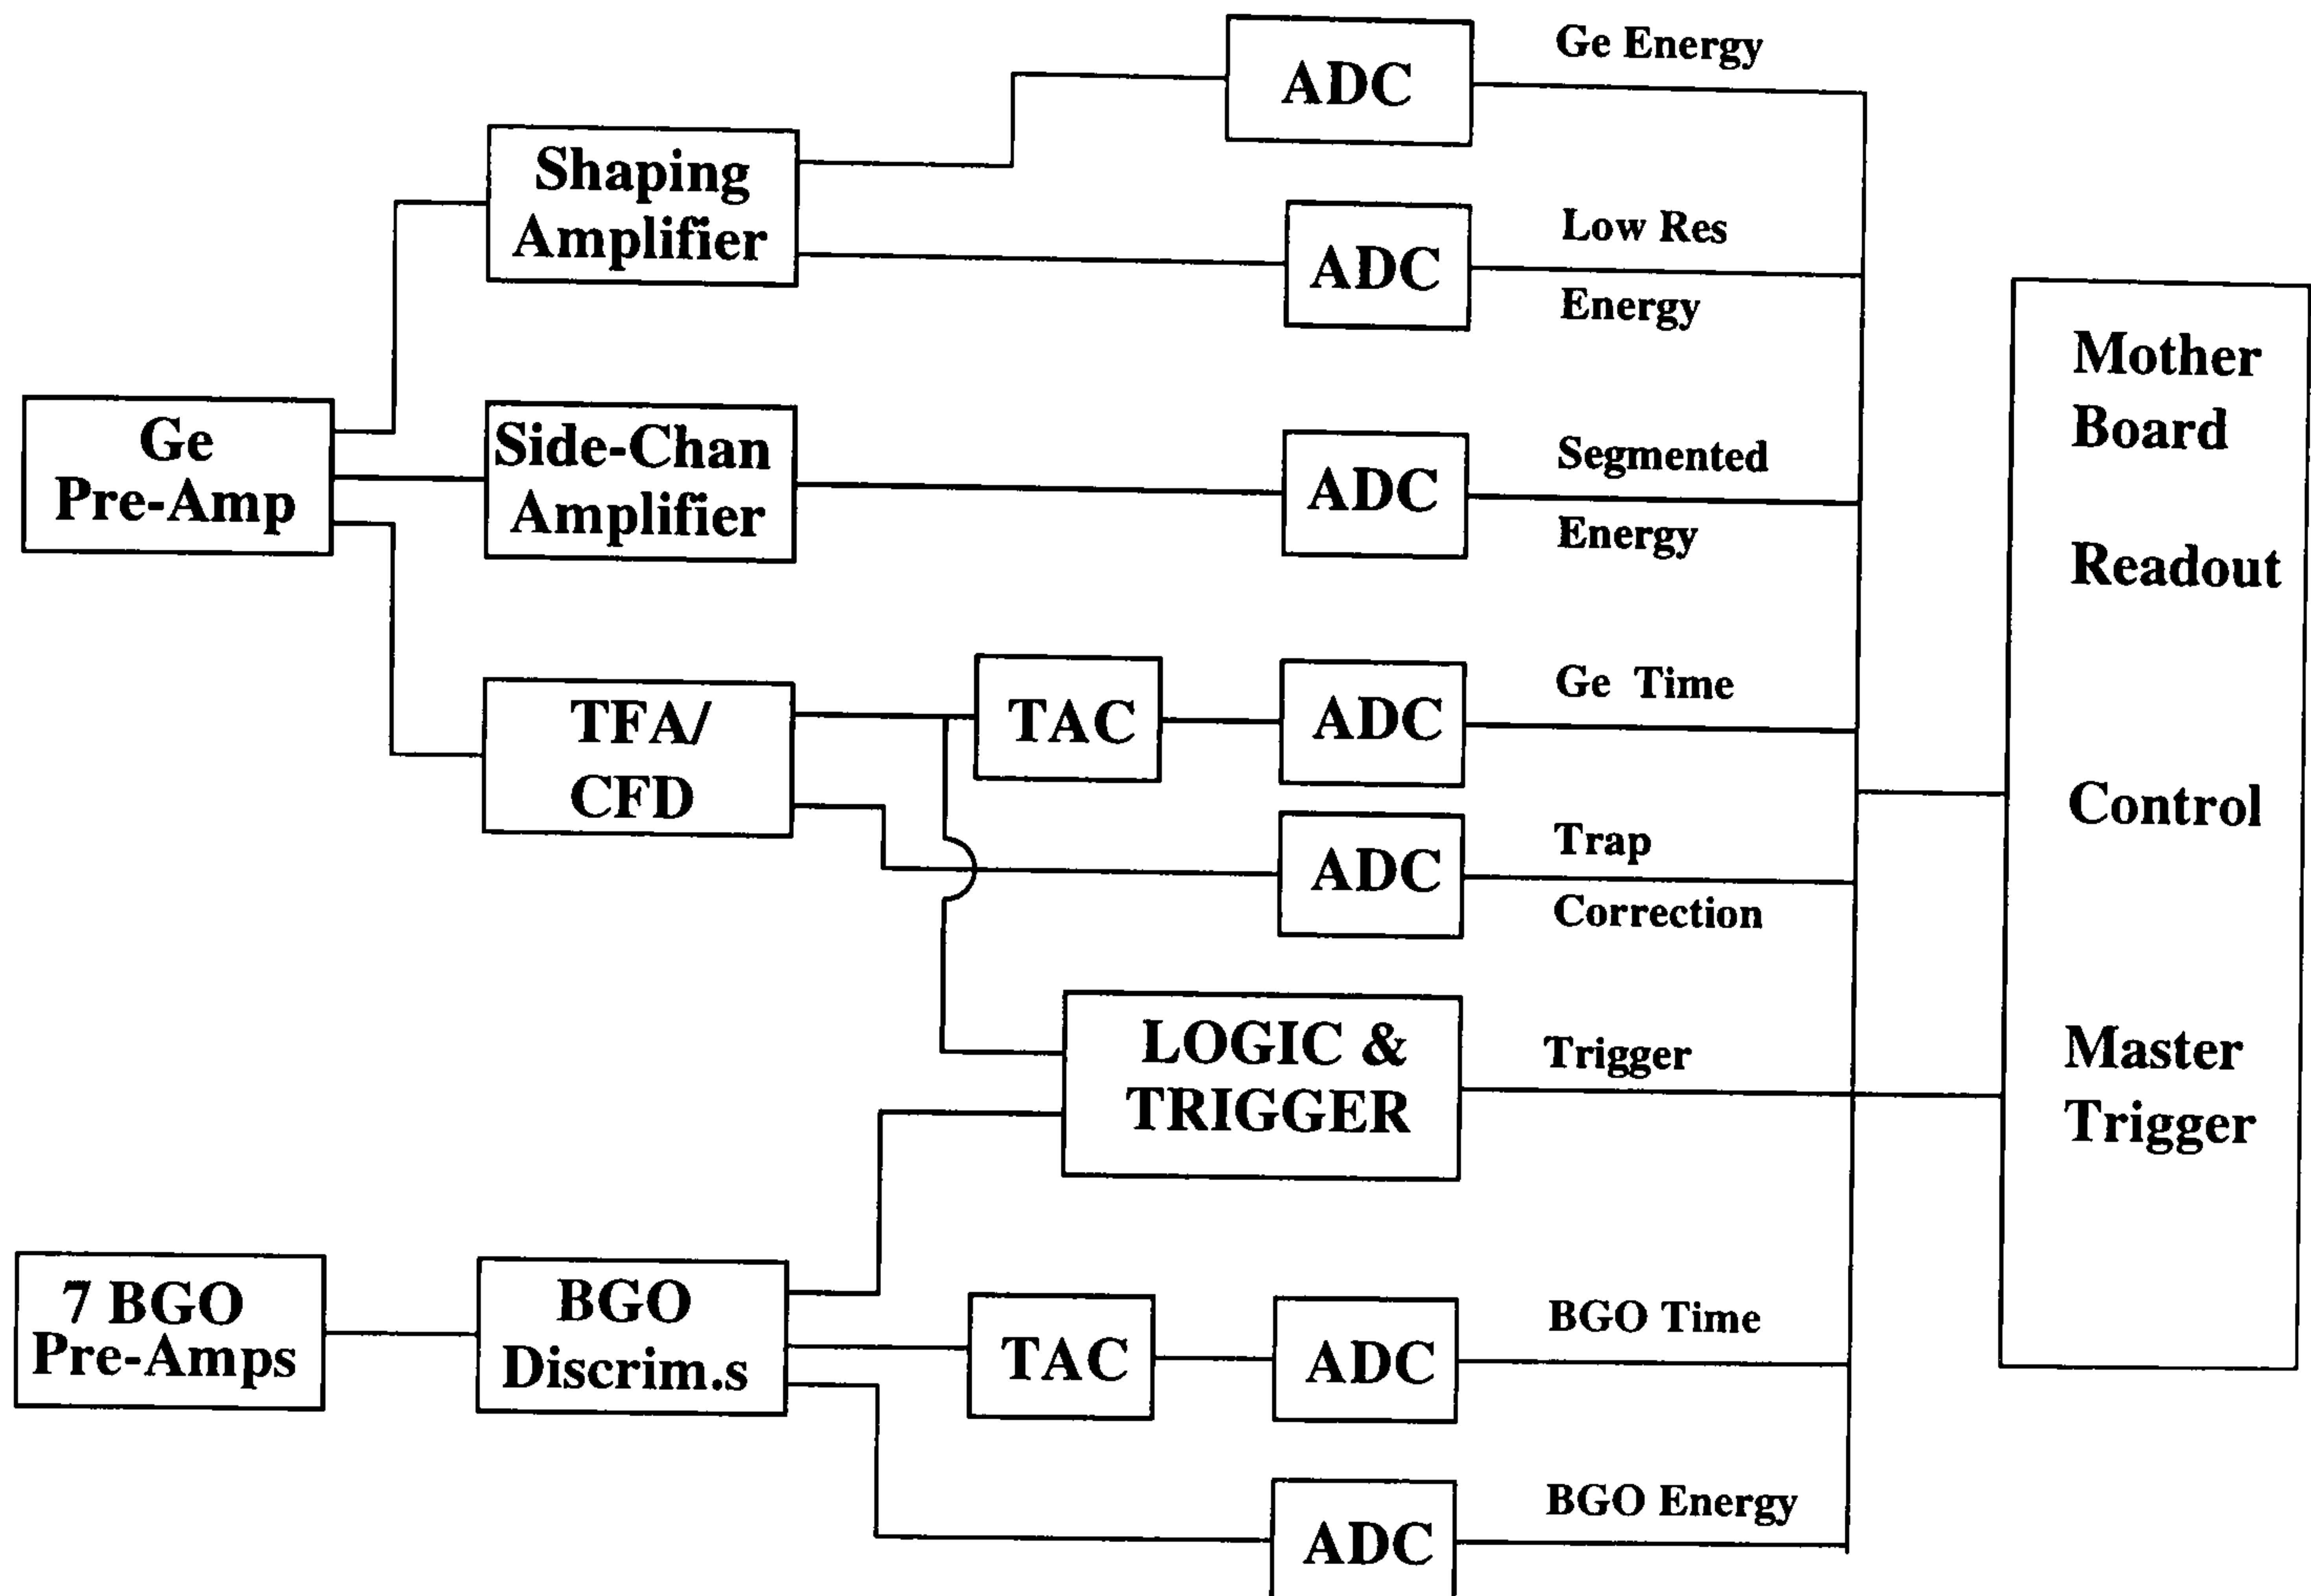 ADC
Ge Energy
Shaping
Amplifier
ADC
Low Res
Energy
Ge
Pre-Amp
Side-Chan
Amplifier
ADC
Segmented
Energy
TFA/
CFD
TAC
ADC
Ge Time
ADC
Trap
Correction
LOGIC &
TRIGGER
Trigger
7 BGO
Pre-Amps
BGO
Discrim.s
TAC
ADC
BGO Time
ADC
BGO Energy
Mother
Board
Readout
Control
Master
Trigger